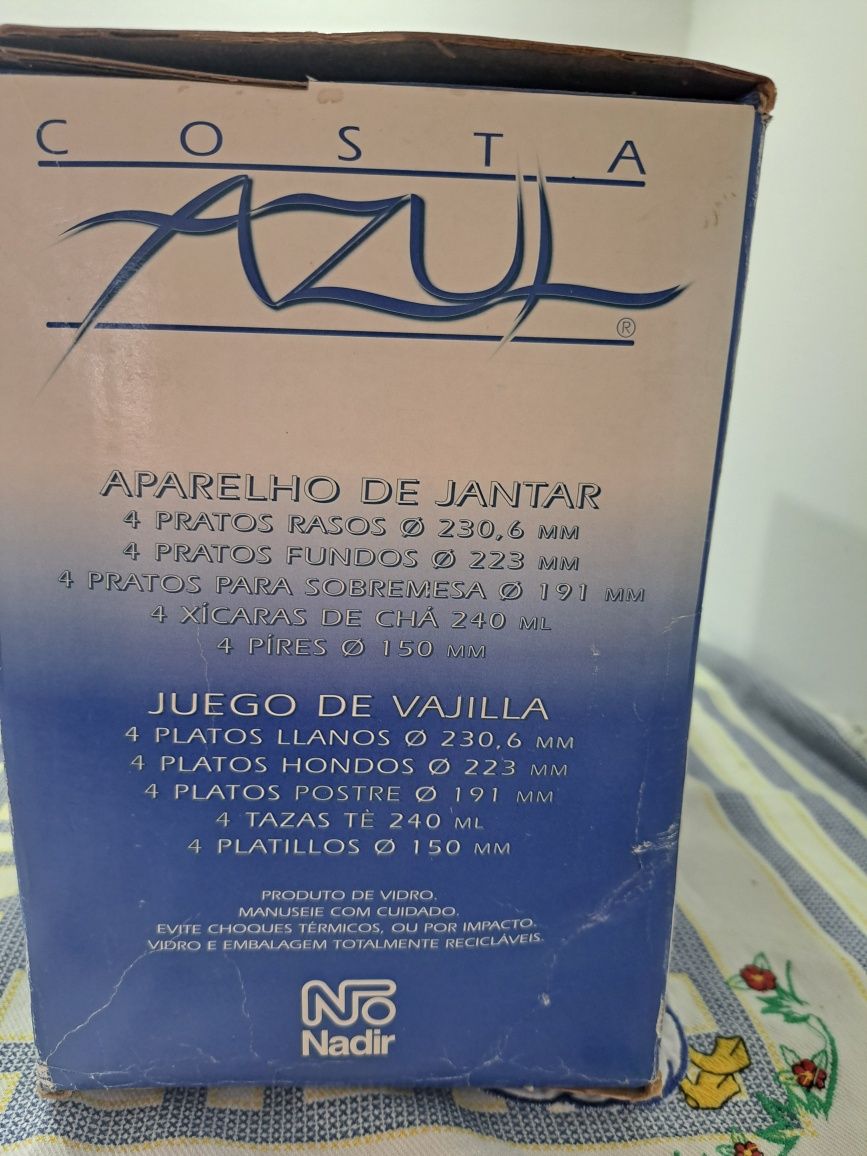 COSTA
AZUL
®
APARELHO DE JANTAR
4 PRATOS RASOS Ø 230,6 MM
4 PRATOS FUNDOS Ø 223 MM
4 PRATOS PARA SOBREMESA Ø 191 MM
4 XÍCARAS DE CHÁ 240 ML
4 PÍRES Ø 150 MM
JUEGO DE VAJILLA
4 PLATOS LLANOS Ø 230,6 MM
4 PLATOS HONDOS Ø 223 MM
4 PLATOS POSTRE Ø 191 MM
4 TAZAS TÈ 240 ML
4 PLATILLOS Ø 150 MM
PRODUTO DE VIDRO.
MANUSEIE COM CUIDADO.
EVITE CHOQUES TÉRMICOS, OU POR IMPACTO.
VIDRO E EMBALAGEM TOTALMENTE RECICLÁVEIS.
Nadir